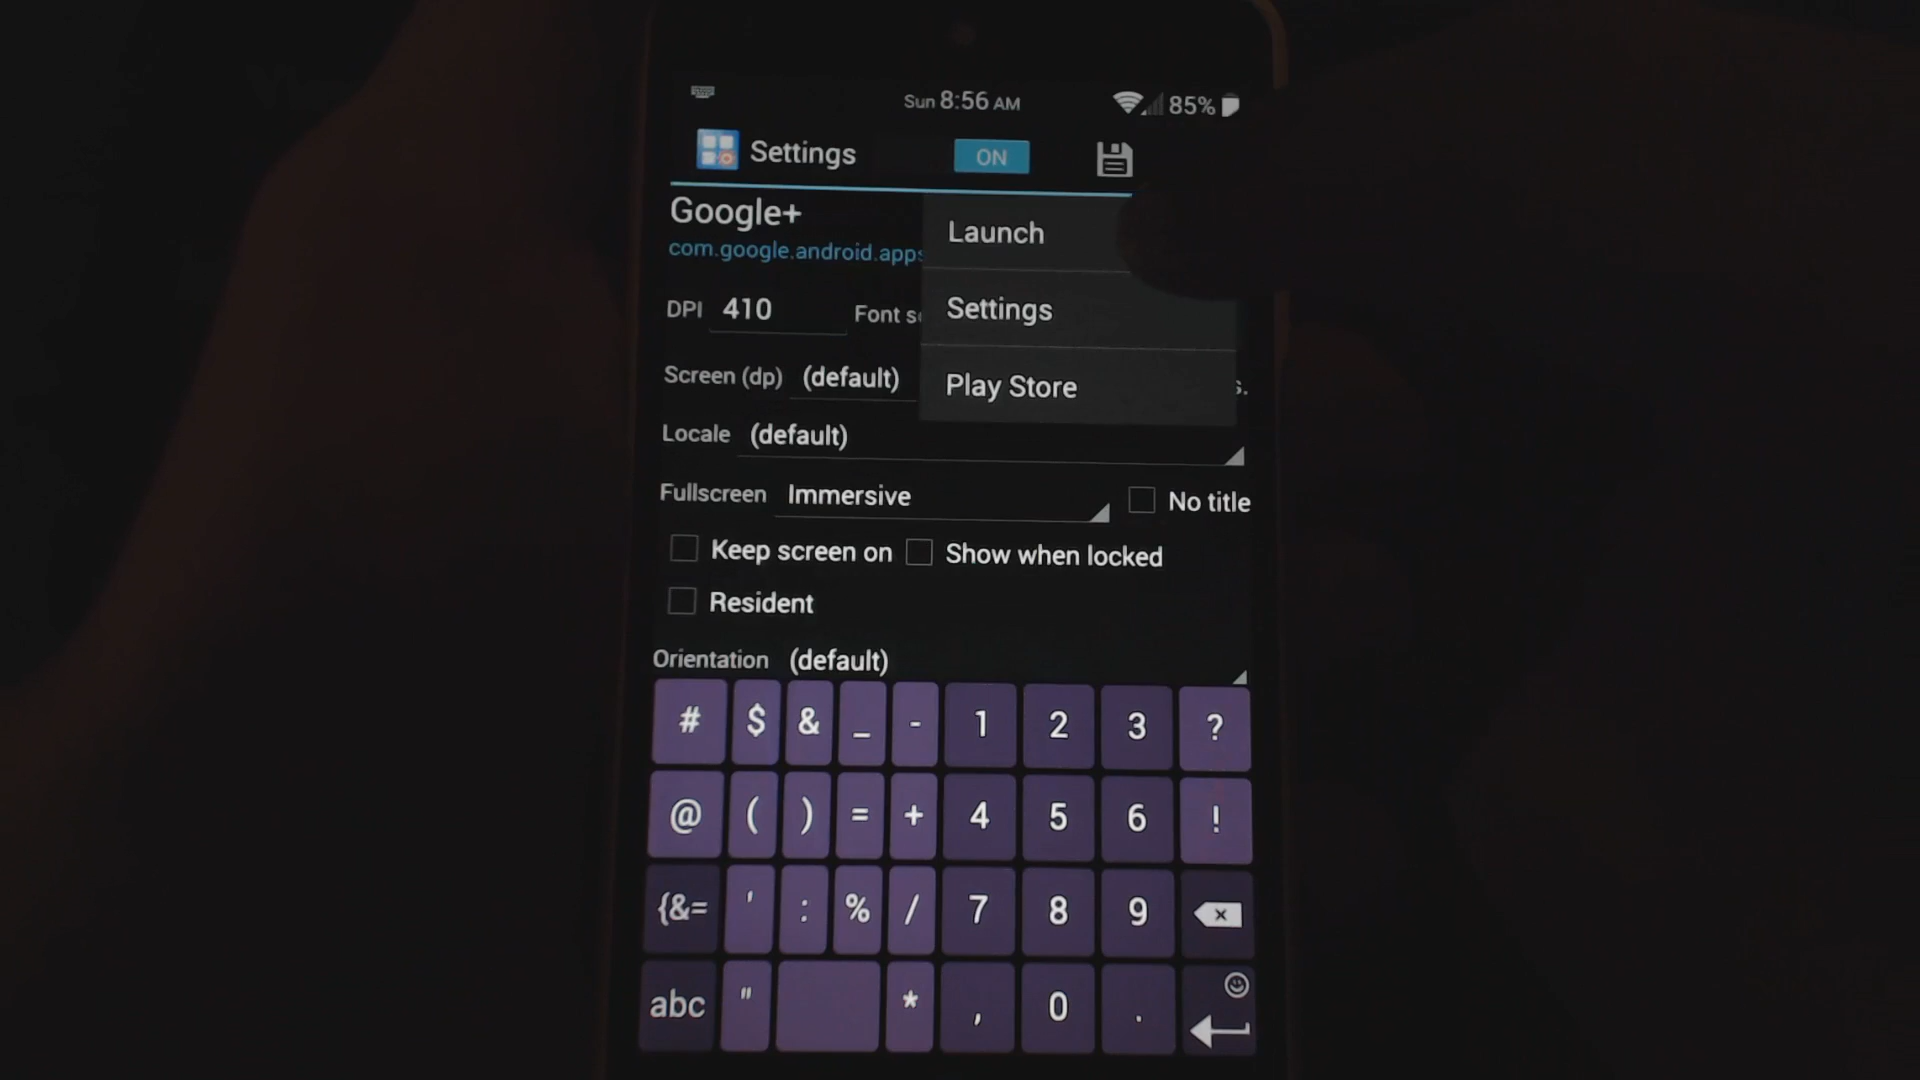 Sun 8:56 AM 85%
Settings ON
Google+
com.google.android.apps
Launch
Settings
Play Store
DPI 410 Font
Screen (dp) (default)
Locale (default)
Fullscreen Immersive No title
Keep screen on Show when locked
Resident
Orientation (default)
# $ & _ - 1 2 3 ?
@ ( ) = + 4 5 6 !
{&= ' : % / 7 8 9
abc " * , 0 .